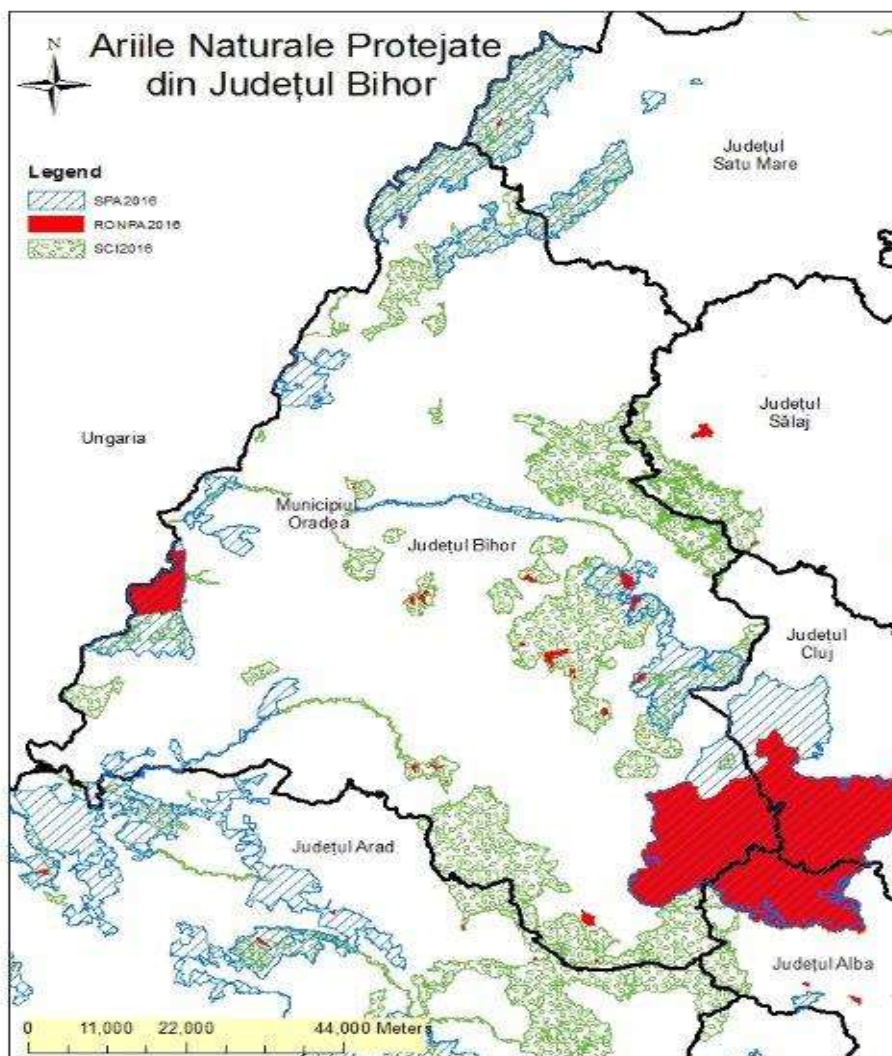 N
Ariile Naturale Protejate
din Județul Bihor
Legend
SPA2016
RONPA2016
SCI2016
Județul
Satu Mare
Ungaria
Județul
Sălaj
Municipiul
Oradea
Județul Bihor
Județul
Cluj
Județul Arad
Județul Alba
0 11,000 22,000 44,000 Meters